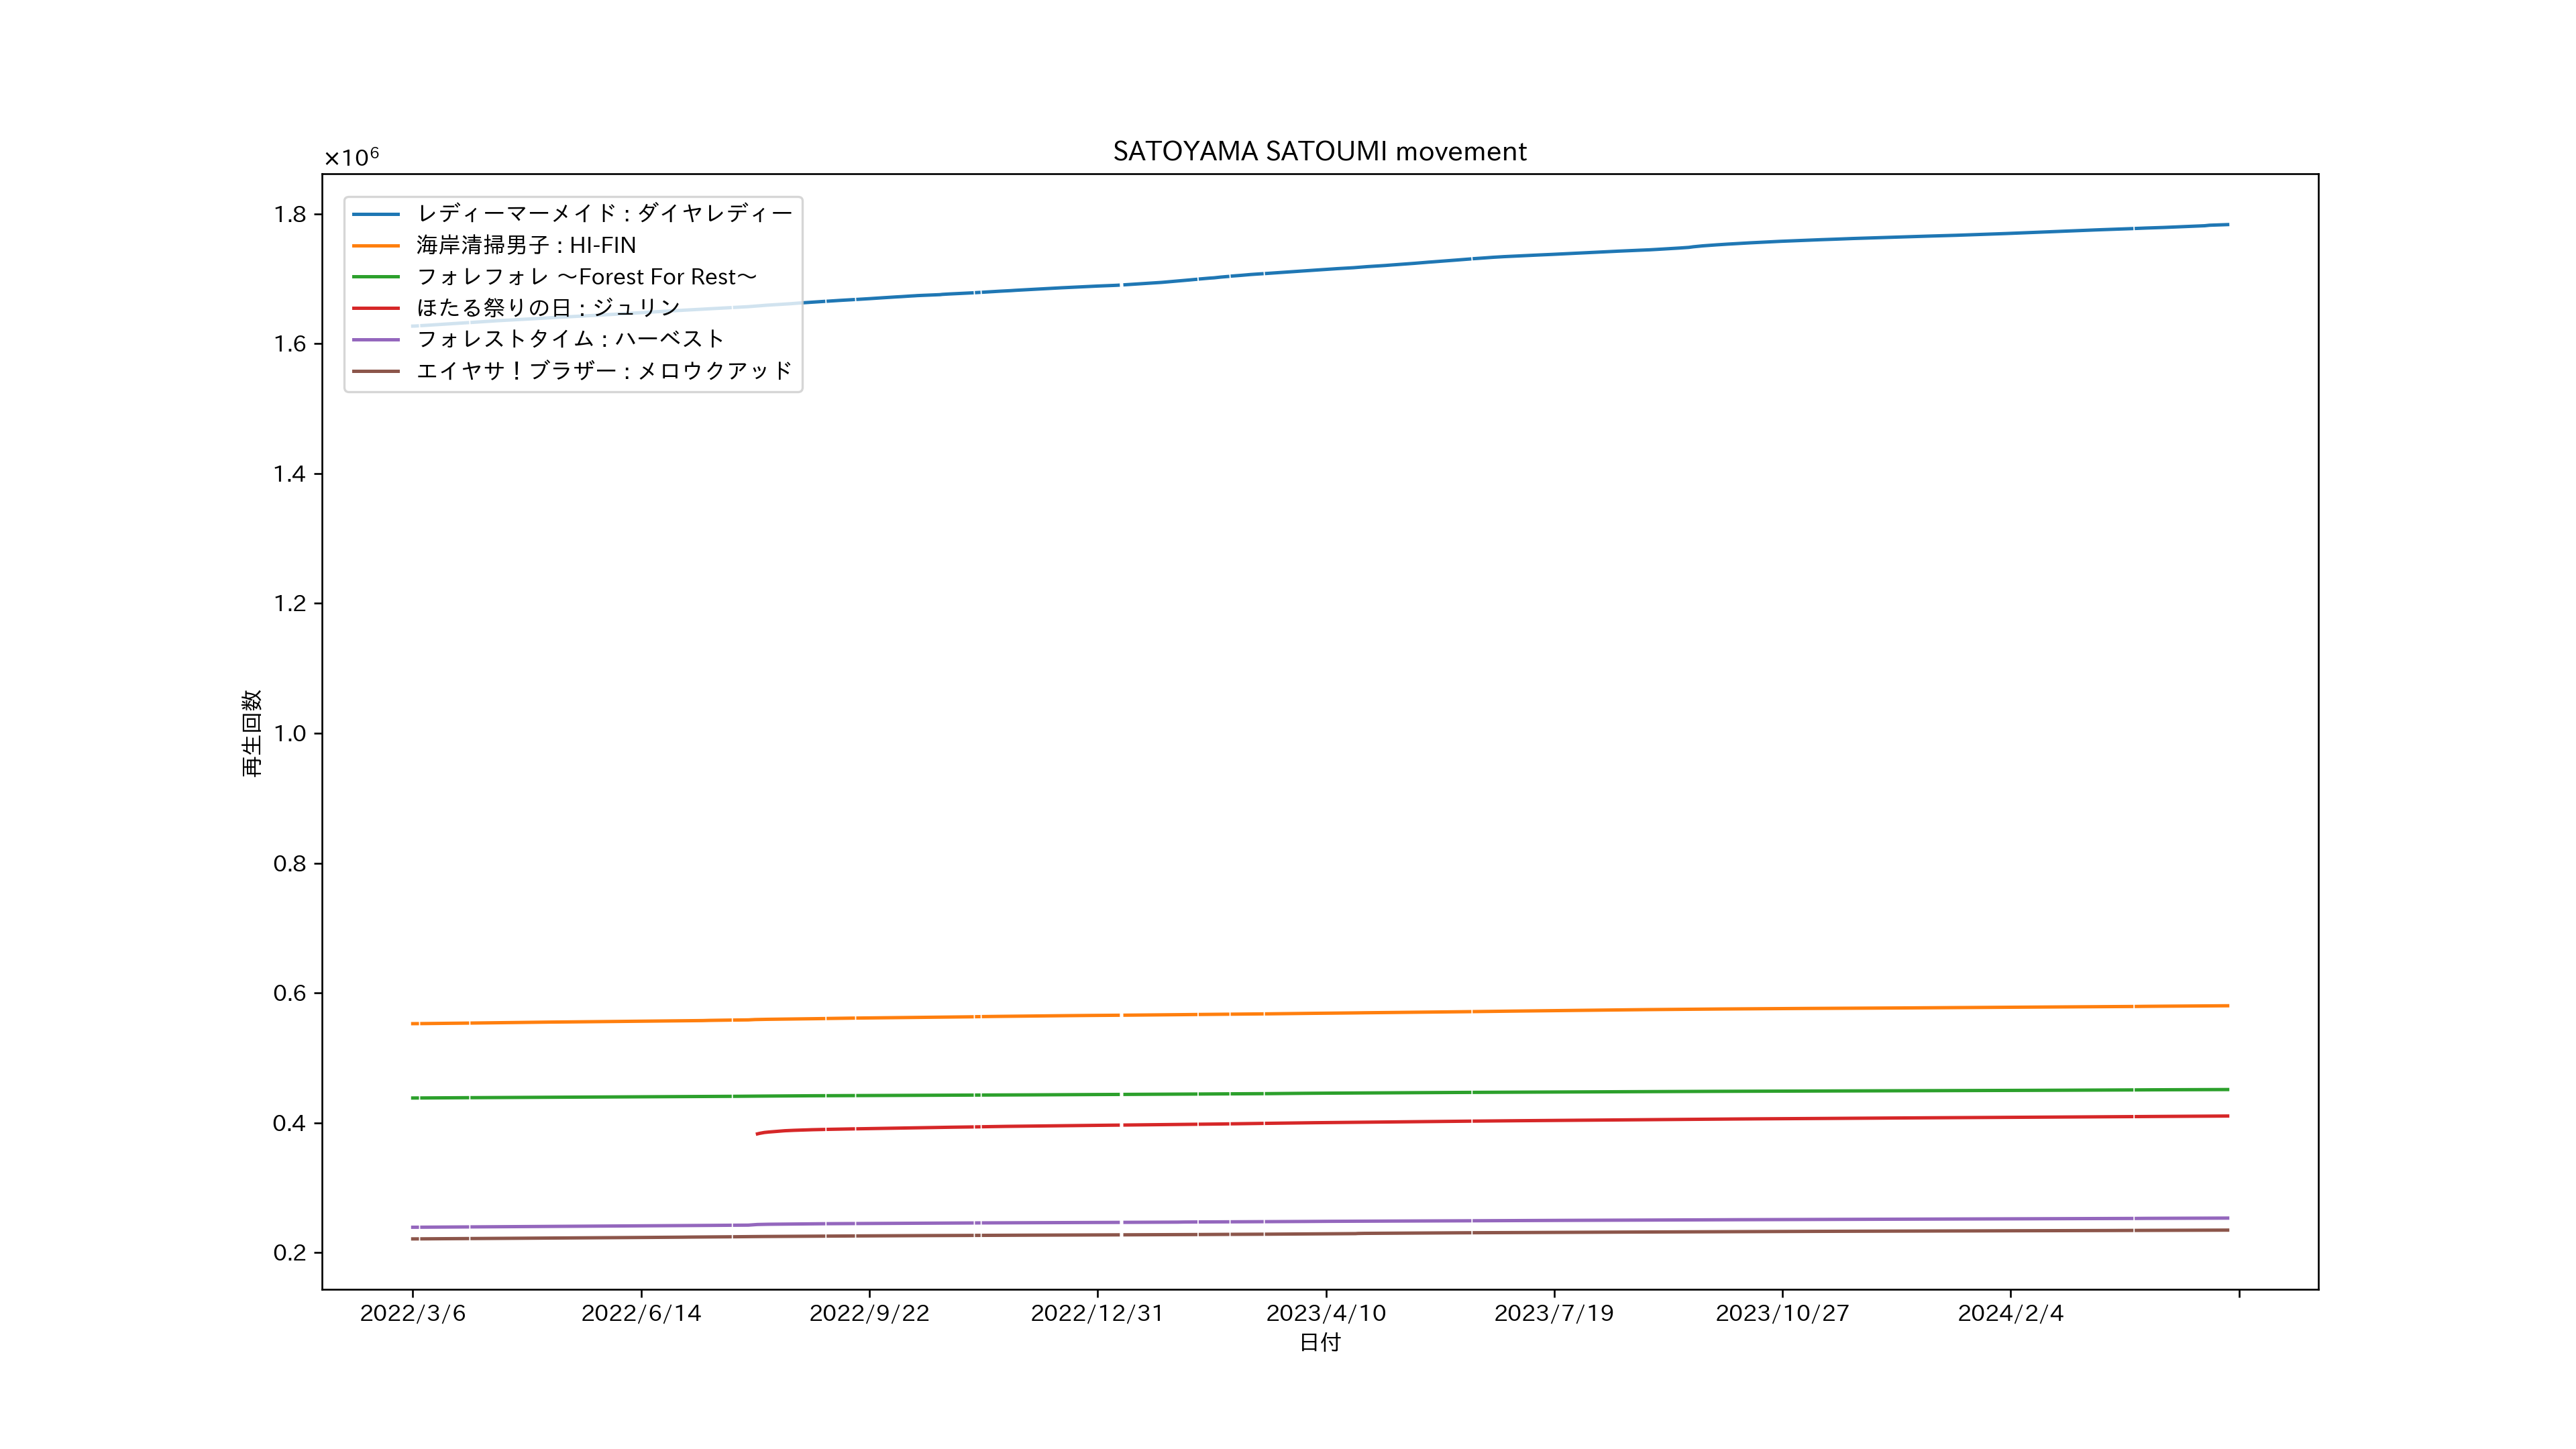 SATOYAMA SATOUMI movement
×10⁶
レディーマーメイド : ダイヤレディー
海岸清掃男子 : HI-FIN
フォレフォレ ～Forest For Rest～
ほたる祭りの日 : ジュリン
フォレストタイム : ハーベスト
エイヤサ！ブラザー : メロウクアッド
1.8
1.6
1.4
1.2
1.0
0.8
0.6
0.4
0.2
再生回数
2022/3/6 2022/6/14 2022/9/22 2022/12/31 2023/4/10 2023/7/19 2023/10/27 2024/2/4
日付